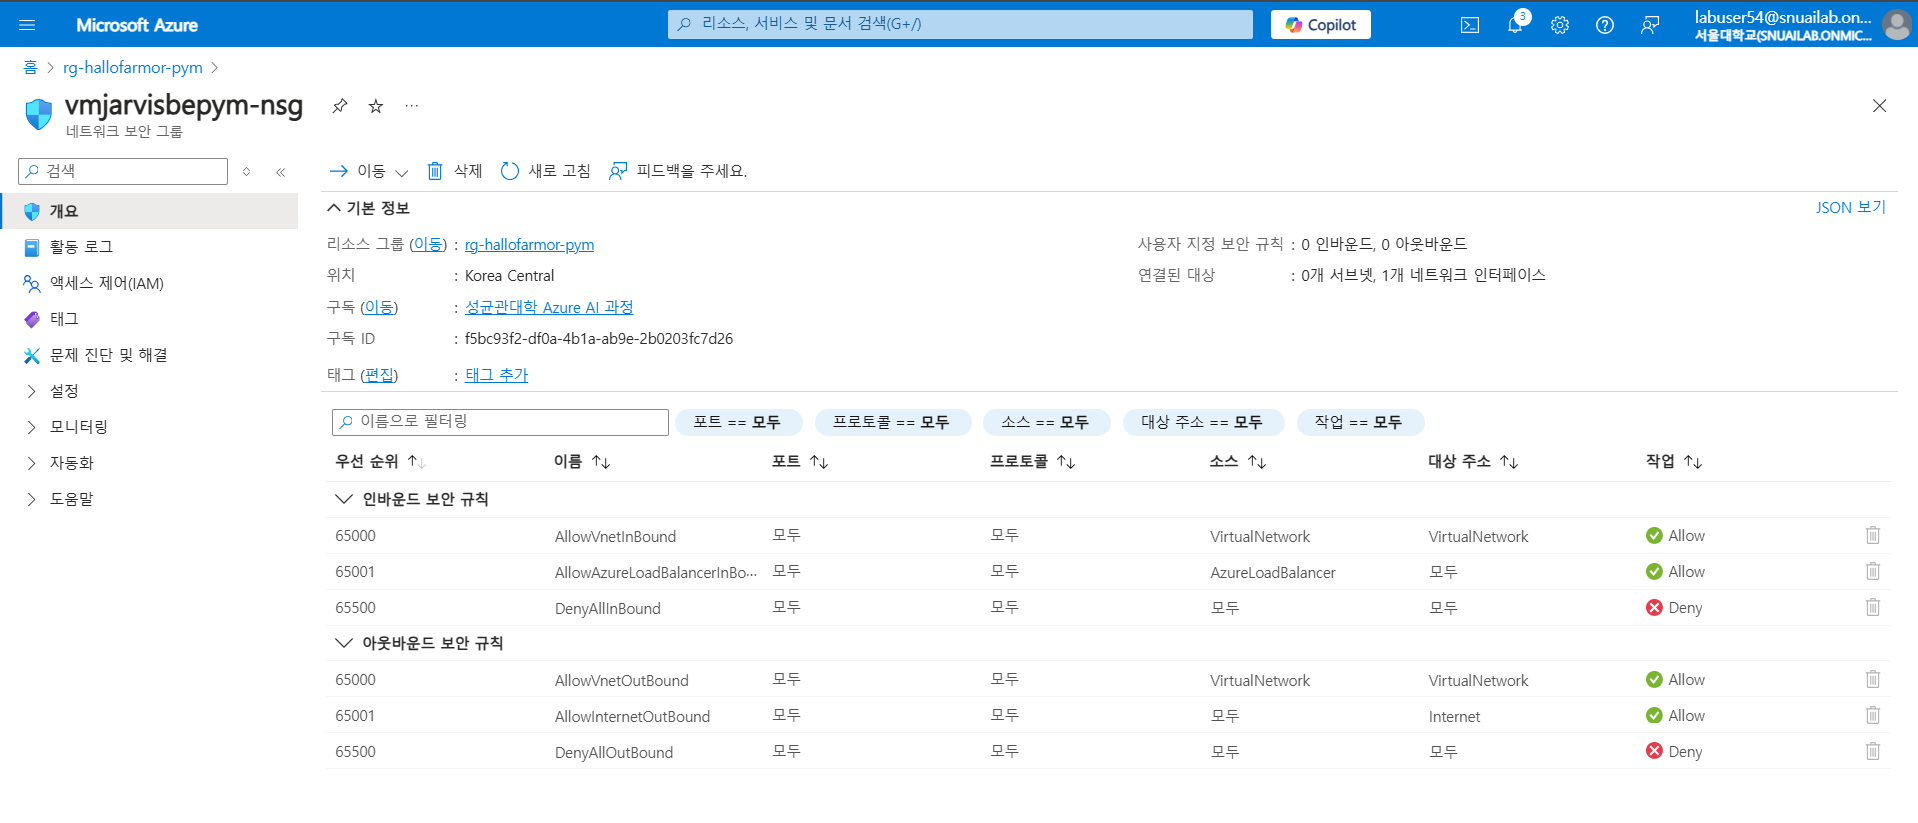 Microsoft Azure
리소스, 서비스 및 문서 검색(G+/)
Copilot
3
labuser54@snuailab.on...
서울대학교(SNUAILAB.ONMIC...
홈 > rg-hallofarmor-pym >
vmjarvisbepym-nsg
...
네트워크 보안 그룹
검색
개요
활동 로그
액세스 제어(IAM)
태그
문제 진단 및 해결
설정
모니터링
자동화
도움말
이동
삭제
새로 고침
피드백을 주세요.
기본 정보
JSON 보기
리소스 그룹 (이동) : rg-hallofarmor-pym
위치 : Korea Central
구독 (이동) : 성균관대학 Azure AI 과정
구독 ID : f5bc93f2-df0a-4b1a-ab9e-2b0203fc7d26
태그 (편집) : 태그 추가
사용자 지정 보안 규칙 : 0 인바운드, 0 아웃바운드
연결된 대상 : 0개 서브넷, 1개 네트워크 인터페이스
이름으로 필터링
포트 == 모두
프로토콜 == 모두
소스 == 모두
대상 주소 == 모두
작업 == 모두
우선 순위 이름 포트 프로토콜 소스 대상 주소 작업
인바운드 보안 규칙
65000 AllowVnetInBound 모두 모두 VirtualNetwork VirtualNetwork Allow
65001 AllowAzureLoadBalancerInBo... 모두 모두 AzureLoadBalancer 모두 Allow
65500 DenyAllInBound 모두 모두 모두 모두 Deny
아웃바운드 보안 규칙
65000 AllowVnetOutBound 모두 모두 VirtualNetwork VirtualNetwork Allow
65001 AllowInternetOutBound 모두 모두 모두 Internet Allow
65500 DenyAllOutBound 모두 모두 모두 모두 Deny